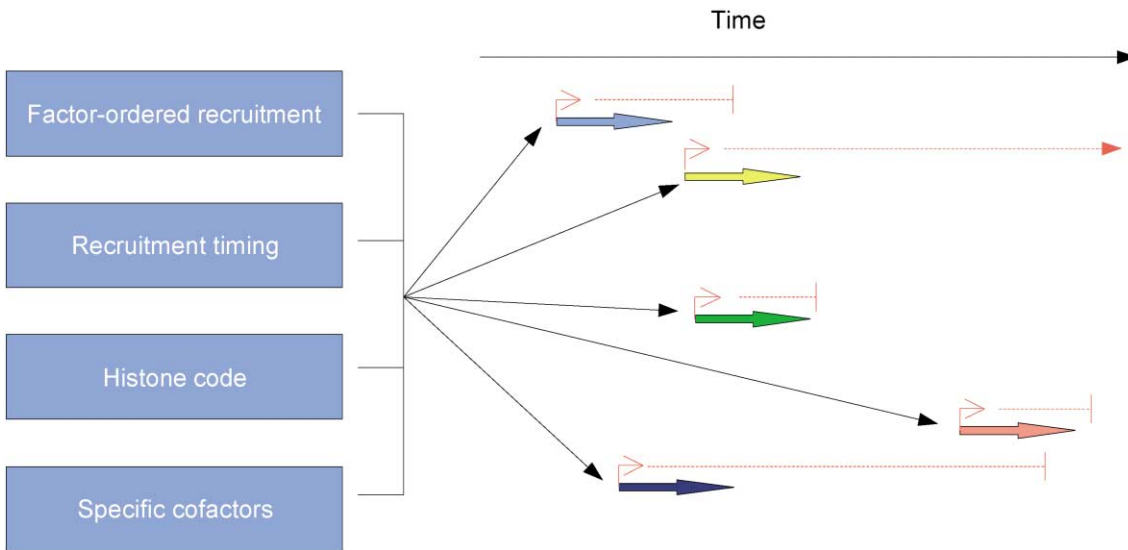 Time
Factor-ordered recruitment
Recruitment timing
Histone code
Specific cofactors